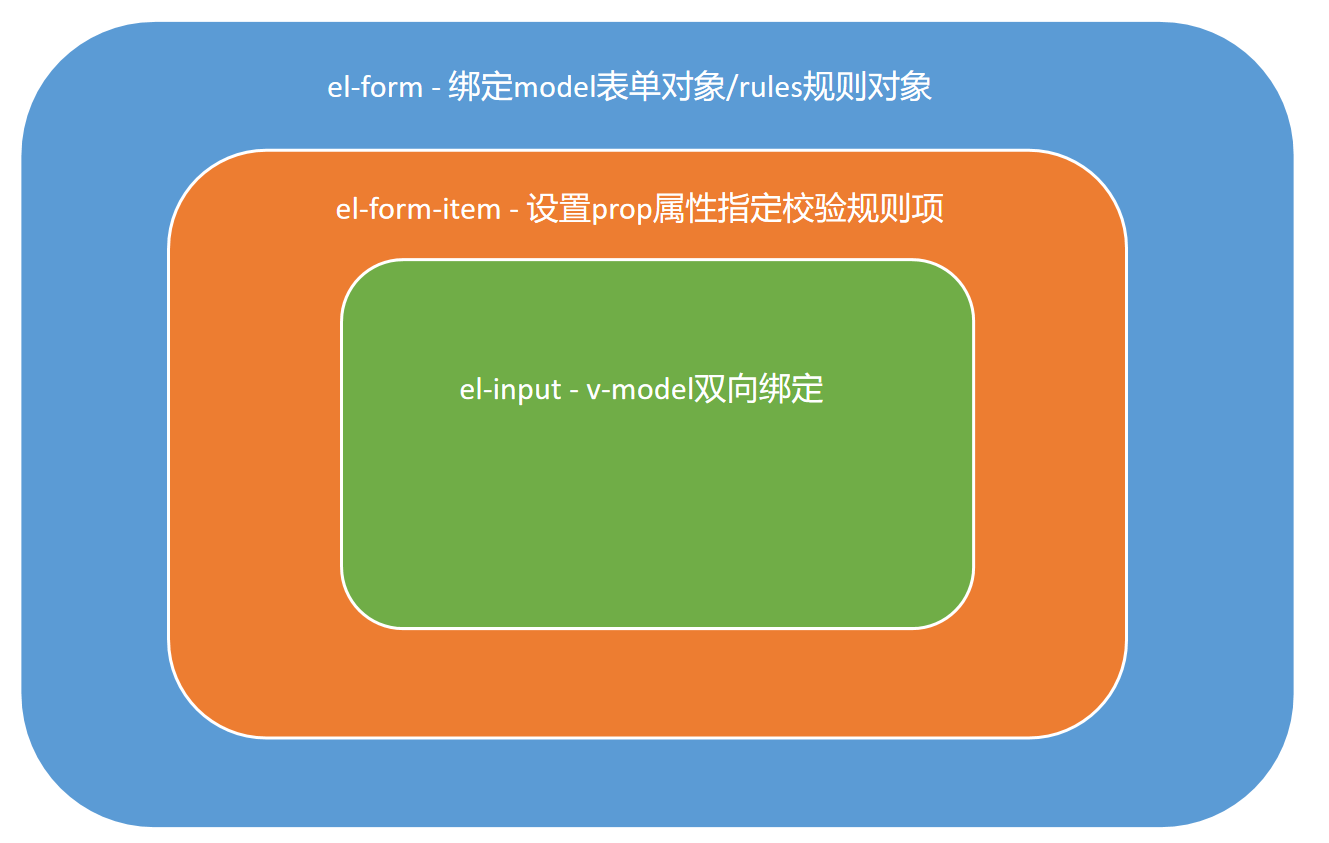 el-form - 绑定model表单对象/rules规则对象
el-form-item - 设置prop属性指定校验规则项
el-input - v-model双向绑定